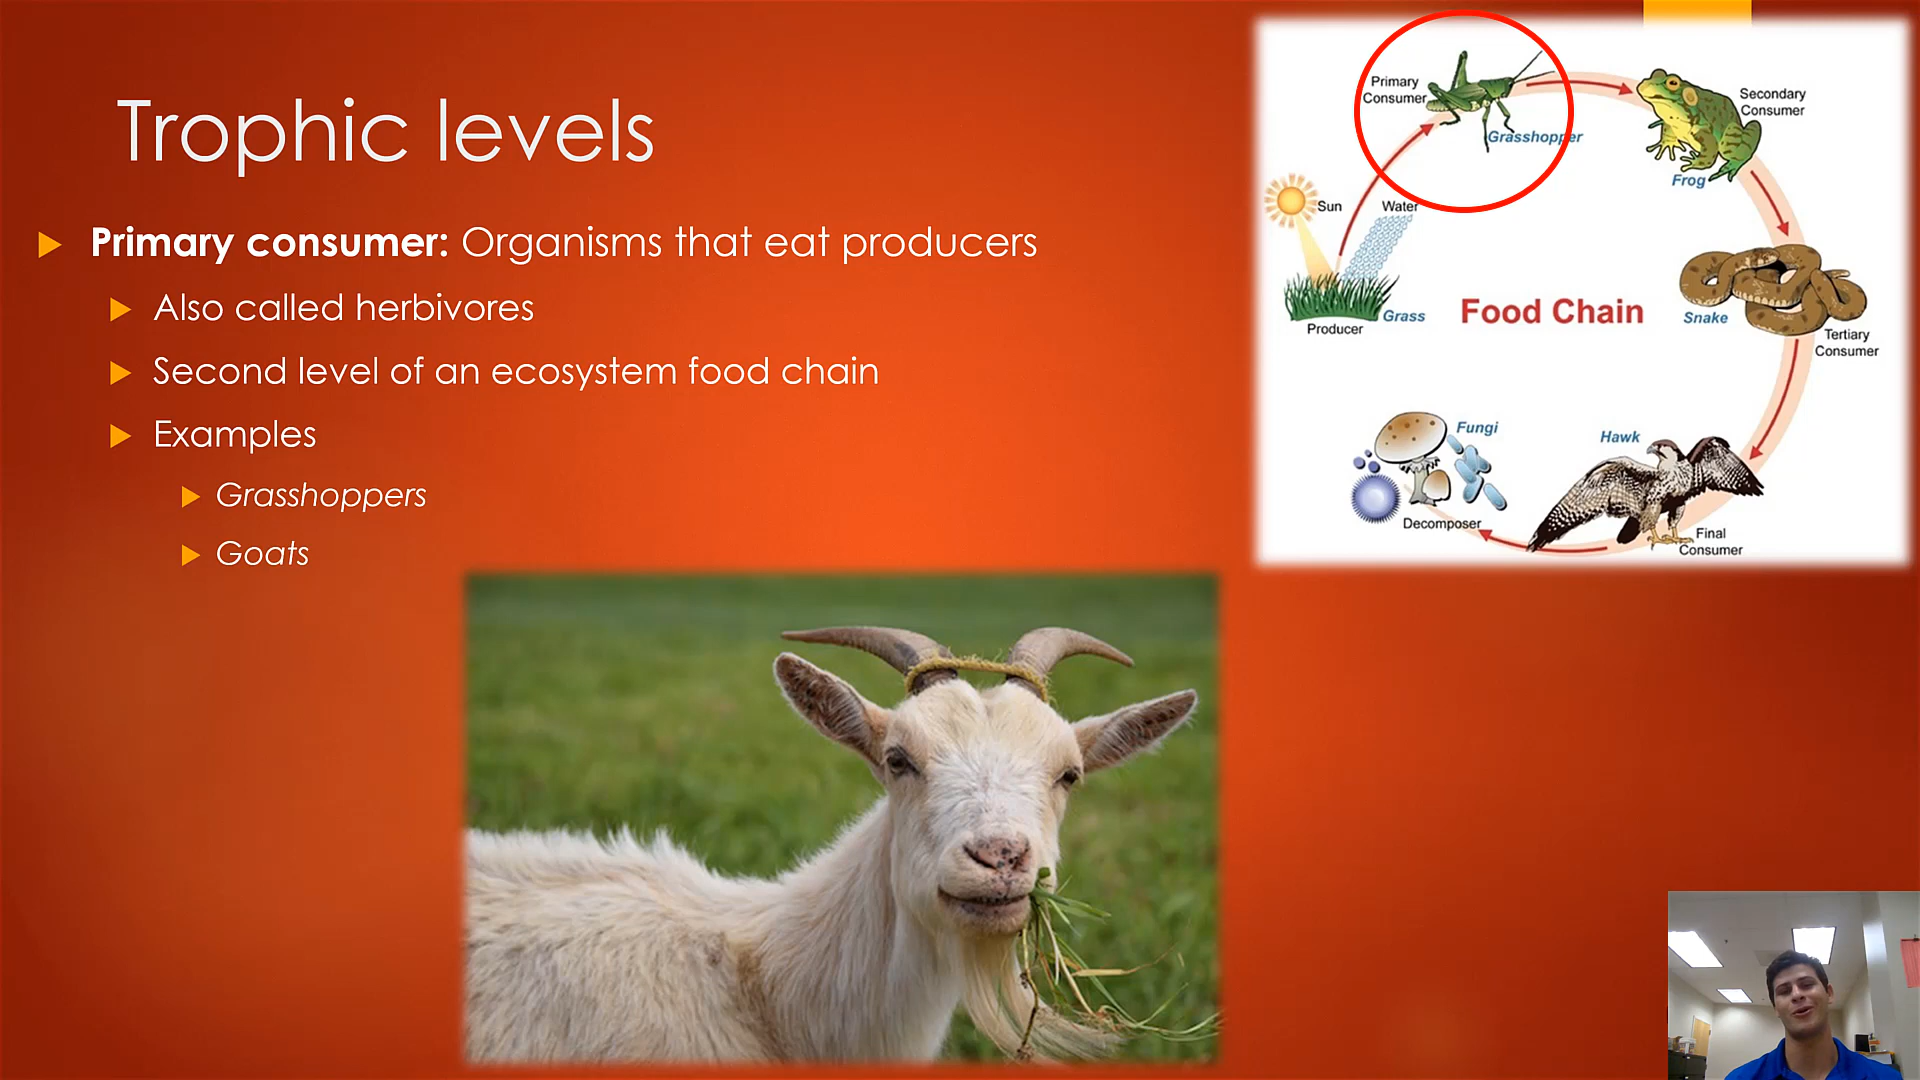 Trophic levels
Primary consumer: Organisms that eat producers
Also called herbivores
Second level of an ecosystem food chain
Examples
Grasshoppers
Goats
Primary
Consumer
Grasshopper
Secondary
Consumer
Frog
Sun
Water
Grass
Producer
Food Chain
Snake
Tertiary
Consumer
Fungi
Decomposer
Hawk
Final
Consumer